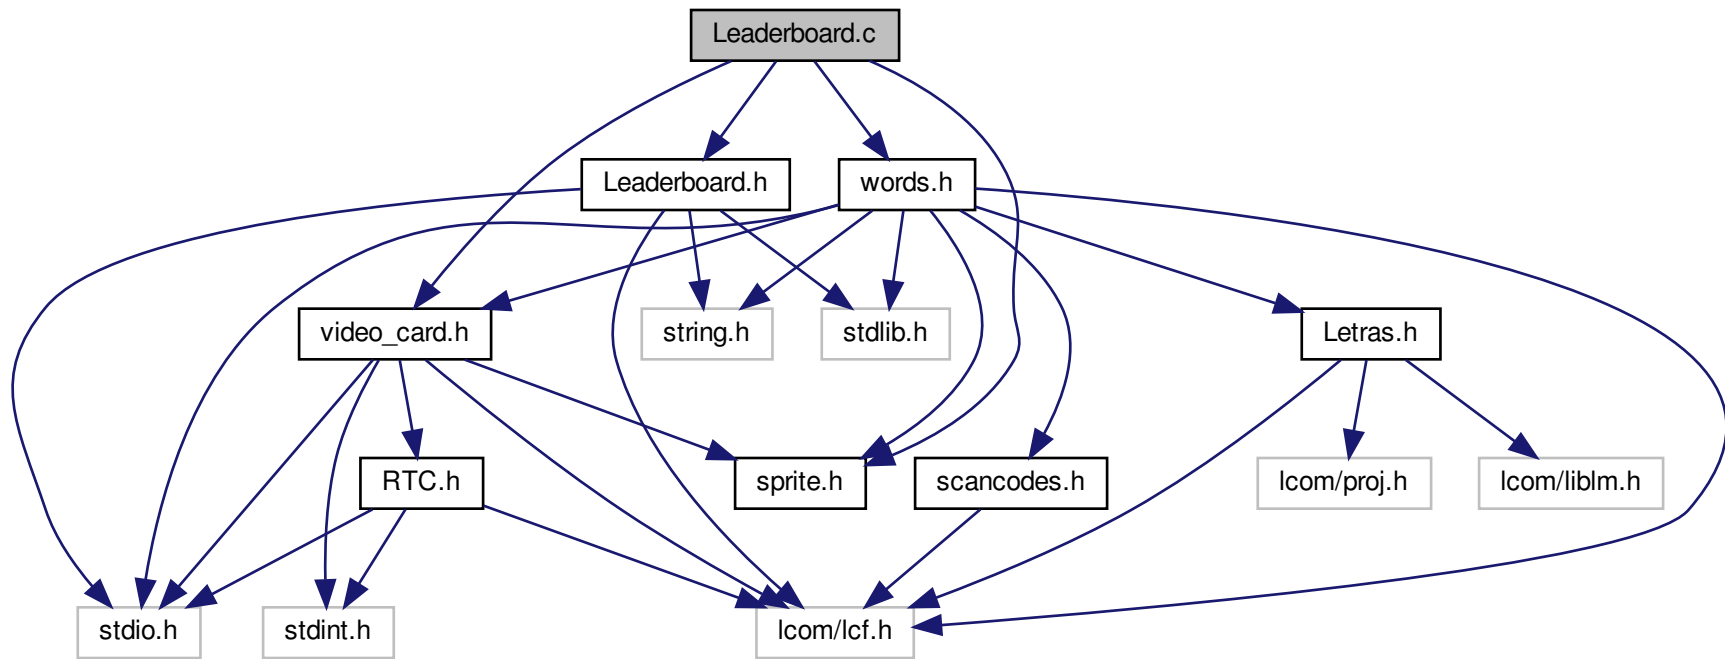 Leaderboard.c
Leaderboard.h
words.h
video_card.h
string.h
stdlib.h
Letras.h
RTC.h
sprite.h
scancodes.h
lcom/proj.h
lcom/liblm.h
stdio.h
stdint.h
lcom/lcf.h